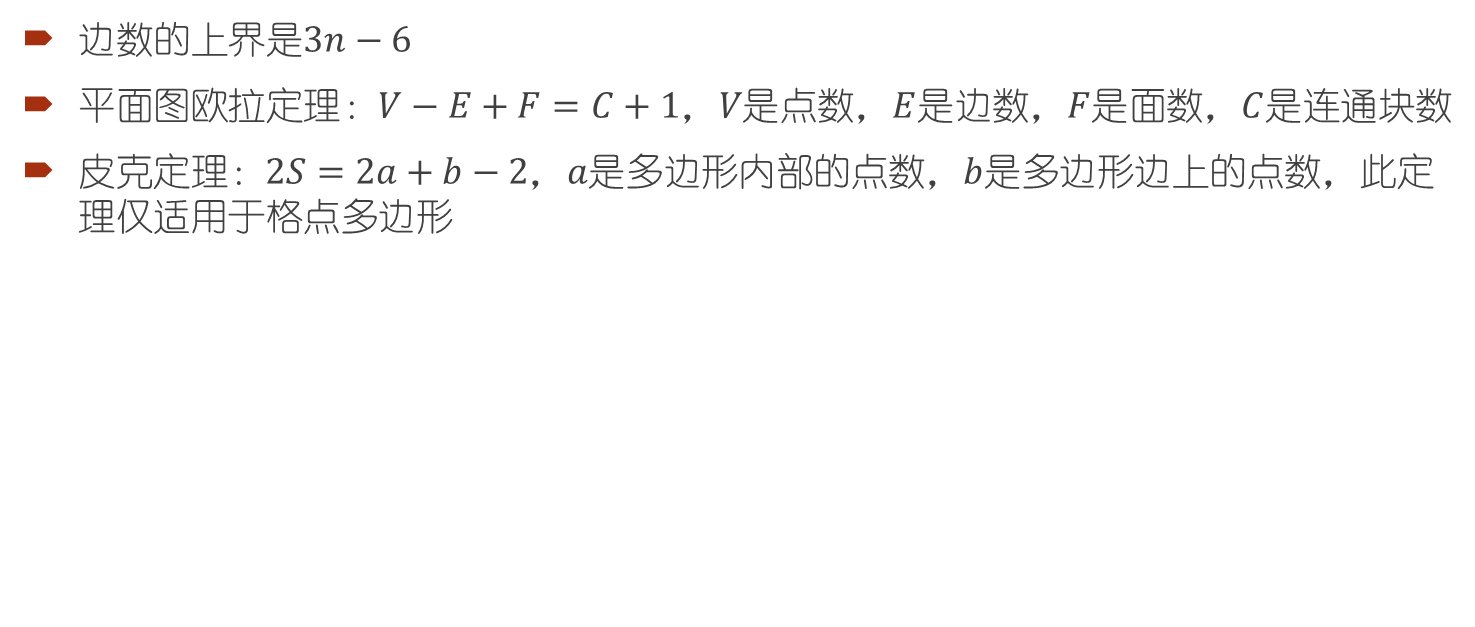 边数的上界是3n − 6
平面图欧拉定理：V − E + F = C + 1，V是点数，E是边数，F是面数，C是连通块数
皮克定理：2S = 2a + b − 2，a是多边形内部的点数，b是多边形边上的点数，此定
理仅适用于格点多边形